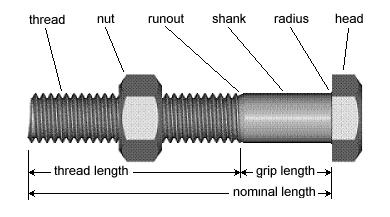 thread nut runout shank radius head
thread length grip length
nominal length